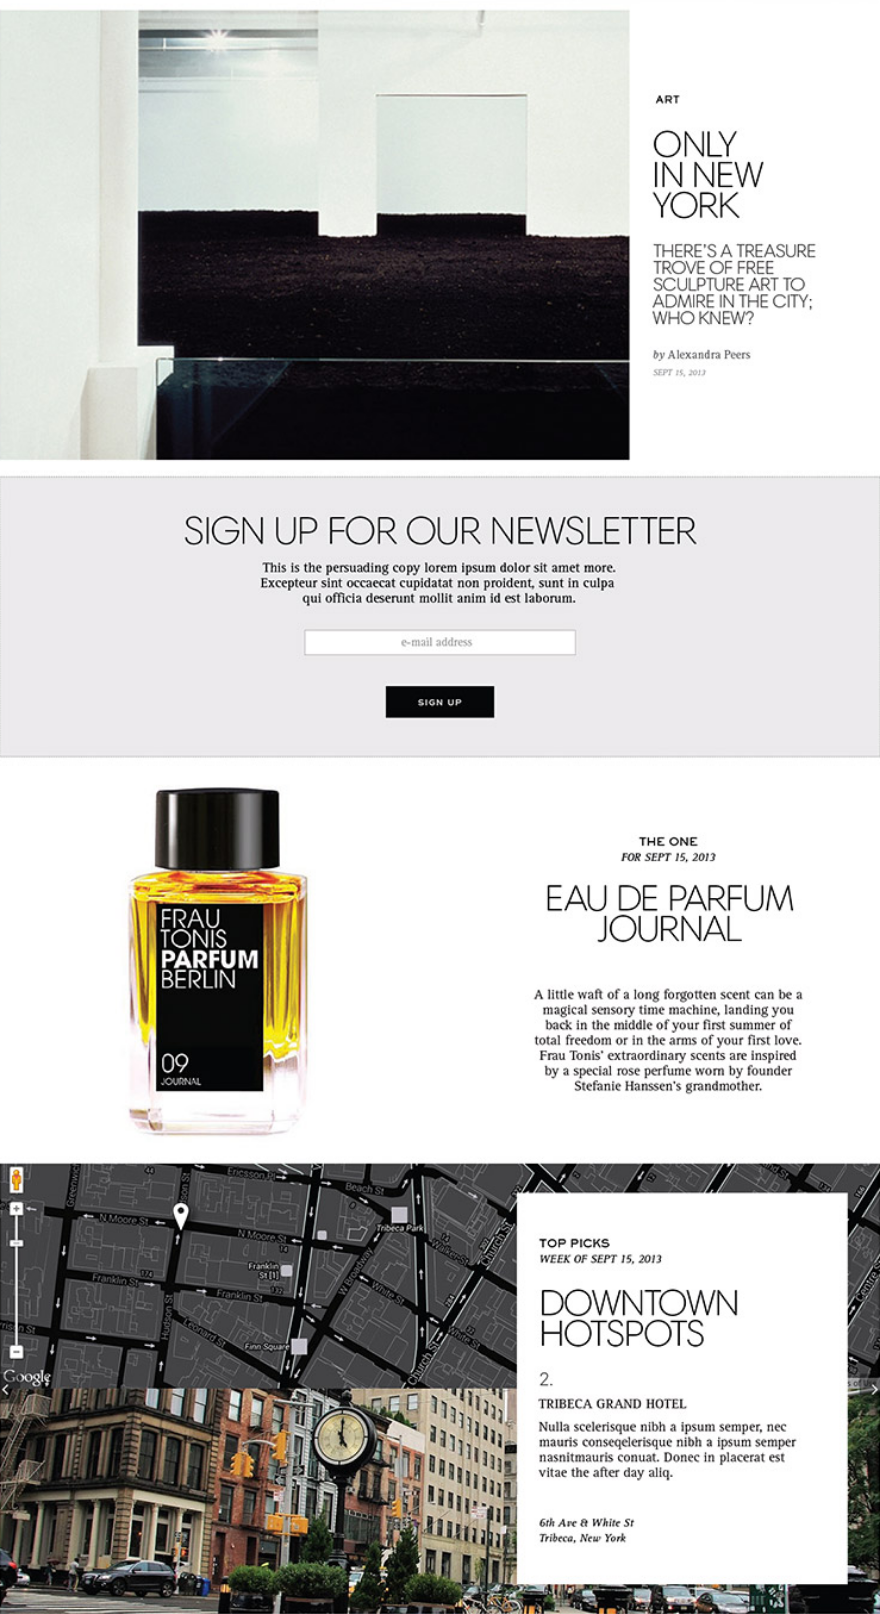 ART
ONLY
IN NEW
YORK
THERE'S A TREASURE
TROVE OF FREE
SCULPTURE ART TO
ADMIRE IN THE CITY;
WHO KNEW?
by Alexandra Peers
SEPT 15, 2013
SIGN UP FOR OUR NEWSLETTER
This is the persuading copy lorem ipsum dolor sit amet more.
Excepteur sint occaecat cupidatat non proident, sunt in culpa
qui officia deserunt mollit anim id est laborum.
e-mail address
SIGN UP
FRAU
TONIS
PARFUM
BERLIN
09
JOURNAL
THE ONE
FOR SEPT 15, 2013
EAU DE PARFUM
JOURNAL
A little waft of a long forgotten scent can be a
magical sensory time machine, landing you
back in the middle of your first summer of
total freedom or in the arms of your first love.
Frau Tonis' extraordinary scents are inspired
by a special rose perfume worn by founder
Stefanie Hanssen's grandmother.
Ericsson Pl
Beach St
Greenwich
N Moore St
N Moore St
Tribeca Park
Walker St
Church St
W Broadway
Franklin
St [1]
Franklin St
Franklin St
White St
White St
Hudson St
Leonard St
Finn Square
Church St
Centre St
Google
TOP PICKS
WEEK OF SEPT 15, 2013
DOWNTOWN
HOTSPOTS
2.
TRIBECA GRAND HOTEL
Nulla scelerisque nibh a ipsum semper, nec
mauris conseqelerisque nibh a ipsum semper
nasnitmauris conuat. Donec in placerat est
vitae the after day aliq.
6th Ave & White St
Tribeca, New York